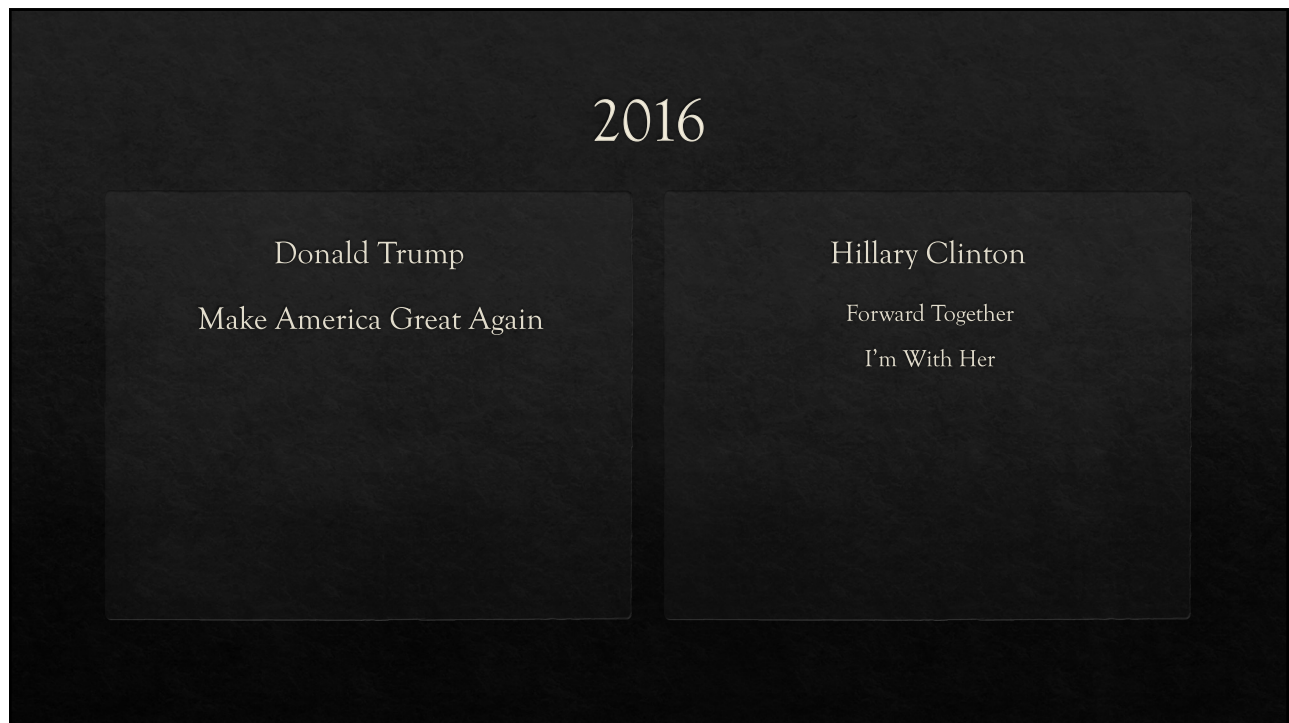 2016
Donald Trump
Make America Great Again
Hillary Clinton
Forward Together
I’m With Her